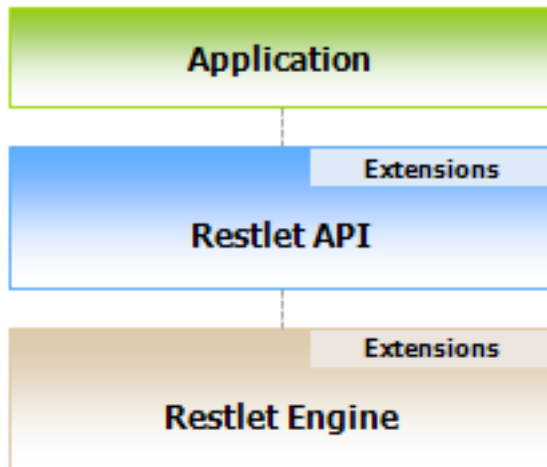 Application
Extensions
Restlet API
Extensions
Restlet Engine